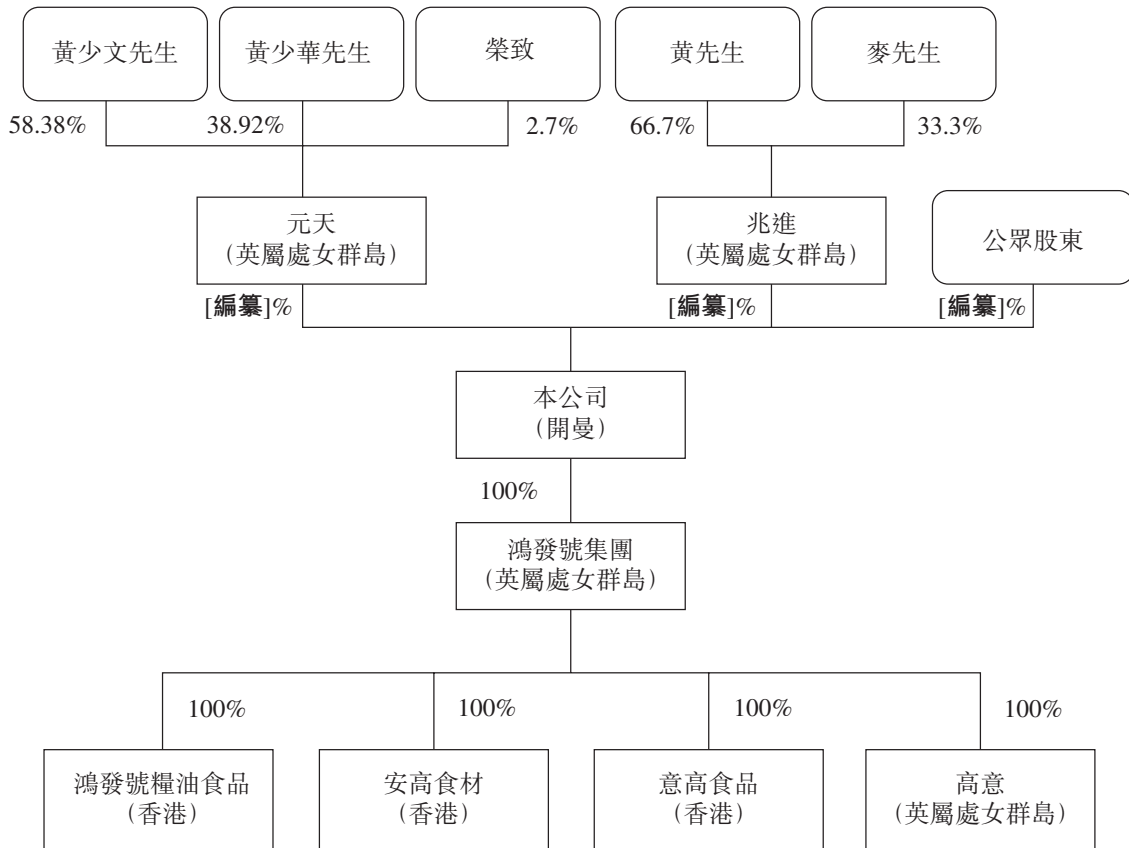 黃少文先生
黃少華先生
榮致
黃先生
麥先生
58.38%
38.92%
2.7%
66.7%
33.3%
元天
(英屬處女群島)
兆進
(英屬處女群島)
公眾股東
[編纂]%
[編纂]%
[編纂]%
本公司
(開曼)
100%
鴻發號集團
(英屬處女群島)
100%
100%
100%
100%
鴻發號糧油食品
(香港)
安高食材
(香港)
意高食品
(香港)
高意
(英屬處女群島)